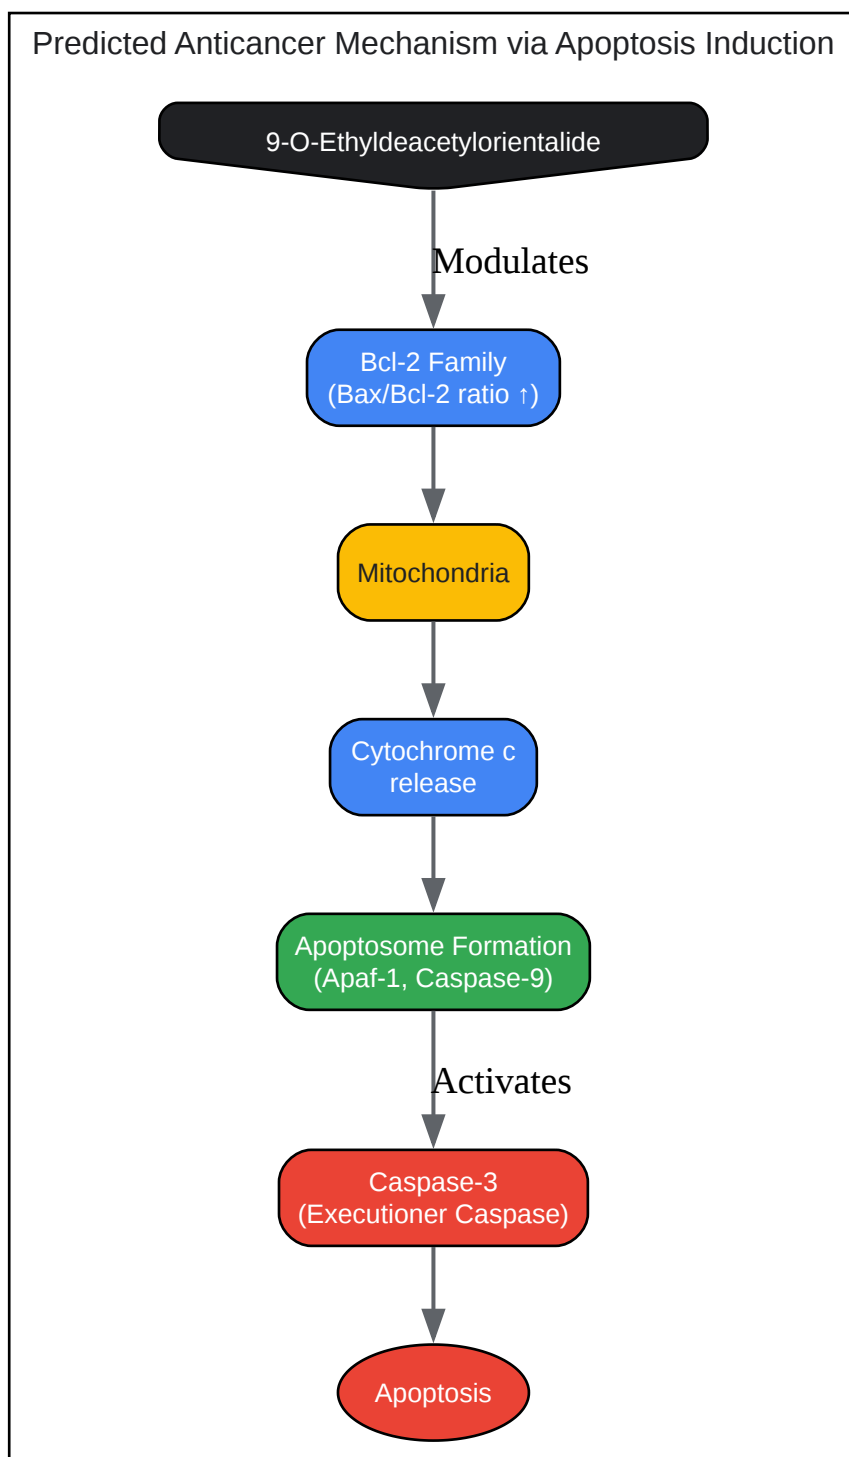 Predicted Anticancer Mechanism via Apoptosis Induction
9-O-Ethyldeacetylorientalide
Modulates
Bcl-2 Family
(Bax/Bcl-2 ratio ↑)
Mitochondria
Cytochrome c
release
Apoptosome Formation
(Apaf-1, Caspase-9)
Activates
Caspase-3
(Executioner Caspase)
Apoptosis